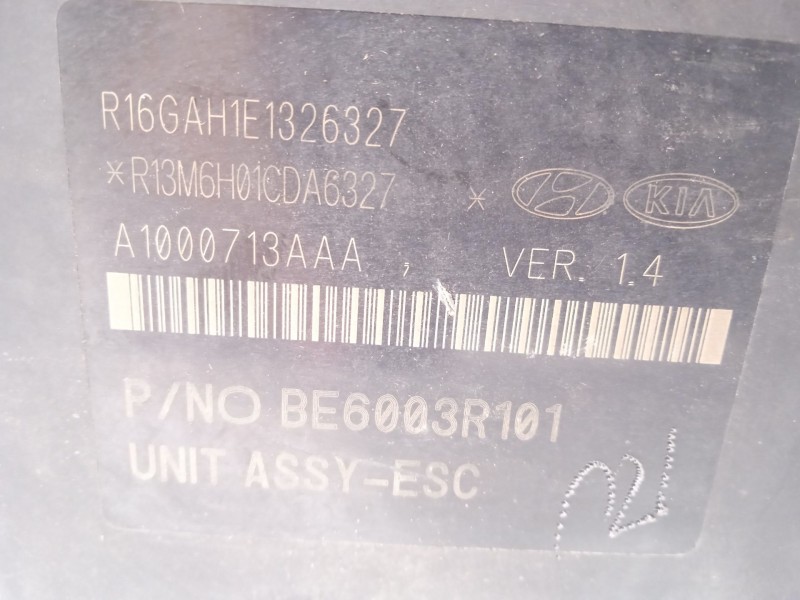 R16GAH1E1326327
*R13M6H01CDA6327 * KIA
A1000713AAA , VER. 1.4
P/NO BE6003R101
UNIT ASSY-ESC